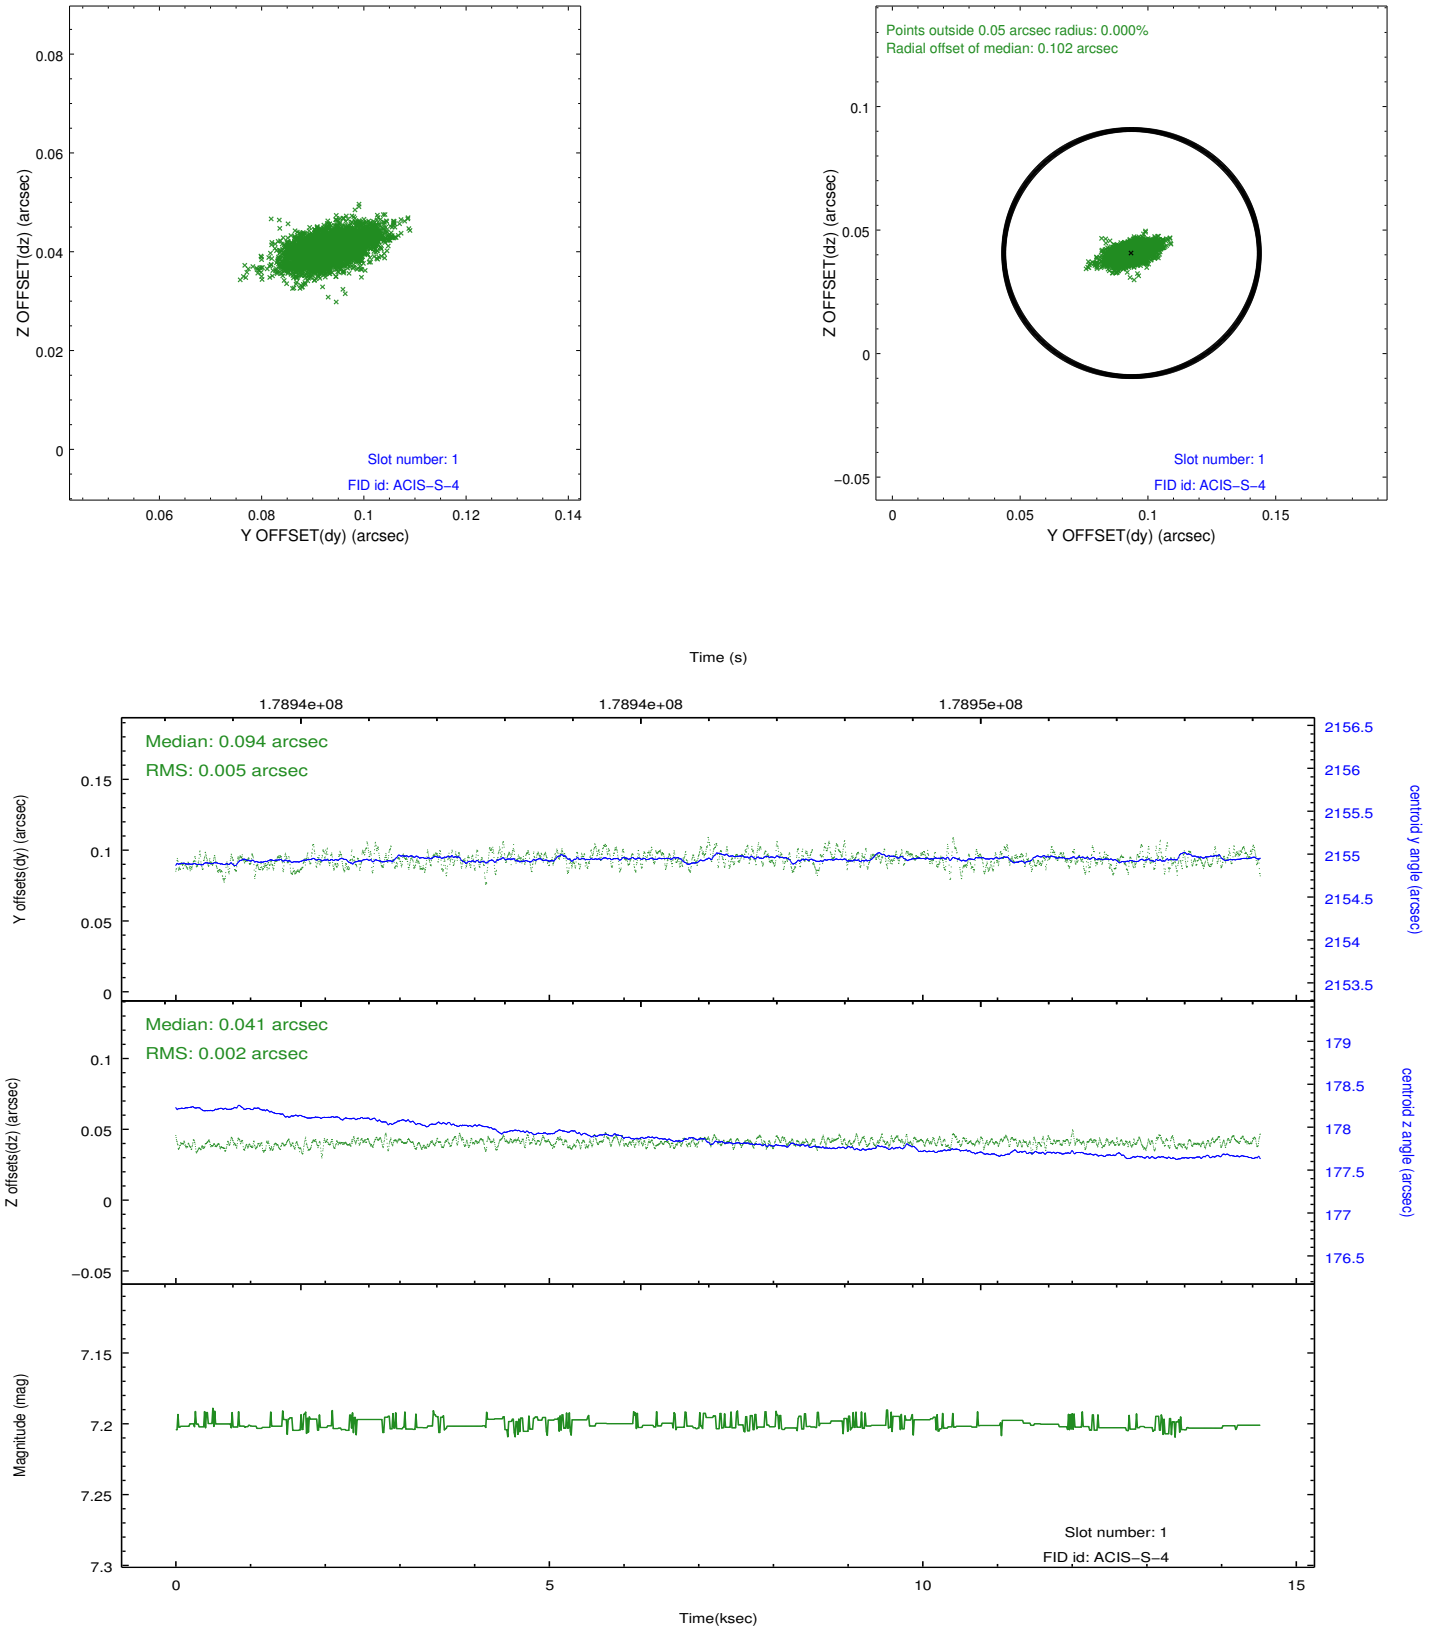 0.08
0.06
0.04
0.02
0
Z OFFSET(dz) (arcsec)
Slot number: 1
FID id: ACIS−S−4
0.06
0.08
0.1
0.12
0.14
Y OFFSET(dy) (arcsec)
Points outside 0.05 arcsec radius: 0.000%
Radial offset of median: 0.102 arcsec
0.1
0.05
0
−0.05
Z OFFSET(dz) (arcsec)
Slot number: 1
FID id: ACIS−S−4
0
0.05
0.1
0.15
Y OFFSET(dy) (arcsec)
Time (s)
1.7894e+08
1.7894e+08
1.7895e+08
Median: 0.094 arcsec
RMS: 0.005 arcsec
0.15
0.1
0.05
0
Y offsets(dy) (arcsec)
2156.5
2156
2155.5
2155
2154.5
2154
2153.5
centroid y angle (arcsec)
Median: 0.041 arcsec
RMS: 0.002 arcsec
0.1
0.05
0
−0.05
Z offsets(dz) (arcsec)
179
178.5
178
177.5
177
176.5
centroid z angle (arcsec)
7.15
7.2
7.25
7.3
Magnitude (mag)
Slot number: 1
FID id: ACIS−S−4
0
5
10
15
Time(ksec)